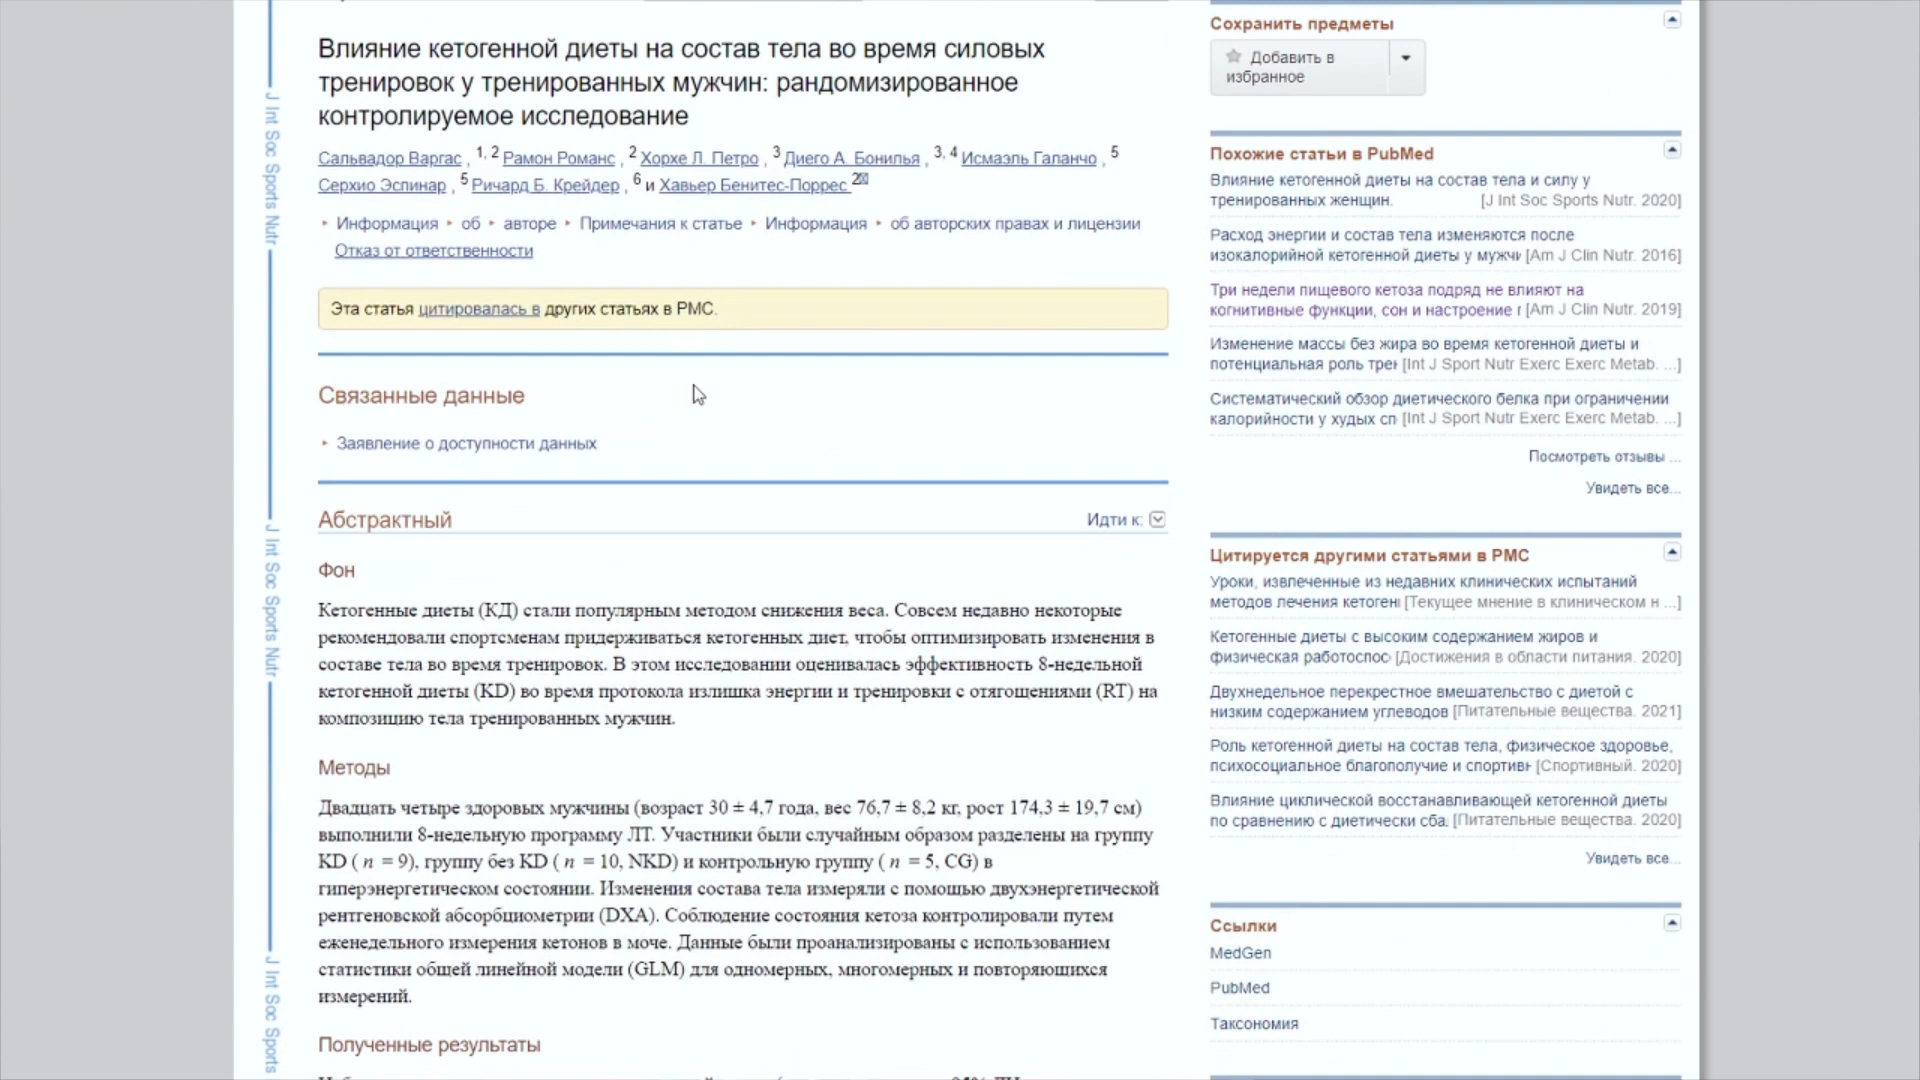 Влияние кетогенной диеты на состав тела во время силовых
тренировок у тренированных мужчин: рандомизированное
контролируемое исследование
Сальвадор Варгас , 1, 2 Рамон Романс , 2 Хорхе Л. Петро , 3 Диего А. Бонилья , 3, 4 Исмаэль Галанчо , 5
Серхио Эспинар , 5 Ричард Б. Крейдер , 6 и Хавьер Бенитес-Поррес 2✉
‣ Информация ‣ об ‣ авторе ‣ Примечания к статье ‣ Информация ‣ об авторских правах и лицензии
Отказ от ответственности
Эта статья цитировалась в других статьях в PMC.
Связанные данные
‣ Заявление о доступности данных
Абстрактный
Идти к:
Фон
Кетогенные диеты (КД) стали популярным методом снижения веса. Совсем недавно некоторые
рекомендовали спортсменам придерживаться кетогенных диет, чтобы оптимизировать изменения в
составе тела во время тренировок. В этом исследовании оценивалась эффективность 8-недельной
кетогенной диеты (KD) во время протокола излишка энергии и тренировки с отягощениями (RT) на
композицию тела тренированных мужчин.
Методы
Двадцать четыре здоровых мужчины (возраст 30 ± 4,7 года, вес 76,7 ± 8,2 кг, рост 174,3 ± 19,7 см)
выполнили 8-недельную программу ЛТ. Участники были случайным образом разделены на группу
KD ( n = 9), группу без KD ( n = 10, NKD) и контрольную группу ( n = 5, CG) в
гиперэнергетическом состоянии. Изменения состава тела измеряли с помощью двухэнергетической
рентгеновской абсорбциометрии (DXA). Соблюдение состояния кетоза контролировали путем
еженедельного измерения кетонов в моче. Данные были проанализированы с использованием
статистики общей линейной модели (GLM) для одномерных, многомерных и повторяющихся
измерений.
Полученные результаты
J Int Soc Sports Nutr
J Int Soc Sports Nutr
J Int Soc Sports
Сохранить предметы
Добавить в
избранное
Похожие статьи в PubMed
Влияние кетогенной диеты на состав тела и силу у
тренированных женщин. [J Int Soc Sports Nutr. 2020]
Расход энергии и состав тела изменяются после
изокалорийной кетогенной диеты у мужчи [Am J Clin Nutr. 2016]
Три недели пищевого кетоза подряд не влияют на
когнитивные функции, сон и настроение [Am J Clin Nutr. 2019]
Изменение массы без жира во время кетогенной диеты и
потенциальная роль трен [Int J Sport Nutr Exerc Exerc Metab. ...]
Систематический обзор диетического белка при ограничении
калорийности у худых сп [Int J Sport Nutr Exerc Exerc Metab. ...]
Посмотреть отзывы ...
Увидеть все...
Цитируется другими статьями в PMC
Уроки, извлеченные из недавних клинических испытаний
методов лечения кетоген [Текущее мнение в клиническом н ...]
Кетогенные диеты с высоким содержанием жиров и
физическая работоспос [Достижения в области питания. 2020]
Двухнедельное перекрестное вмешательство с диетой с
низким содержанием углеводов [Питательные вещества. 2021]
Роль кетогенной диеты на состав тела, физическое здоровье,
психосоциальное благополучие и спортивн [Спортивный. 2020]
Влияние циклической восстанавливающей кетогенной диеты
по сравнению с диетически сба. [Питательные вещества. 2020]
Увидеть все...
Ссылки
MedGen
PubMed
Таксономия